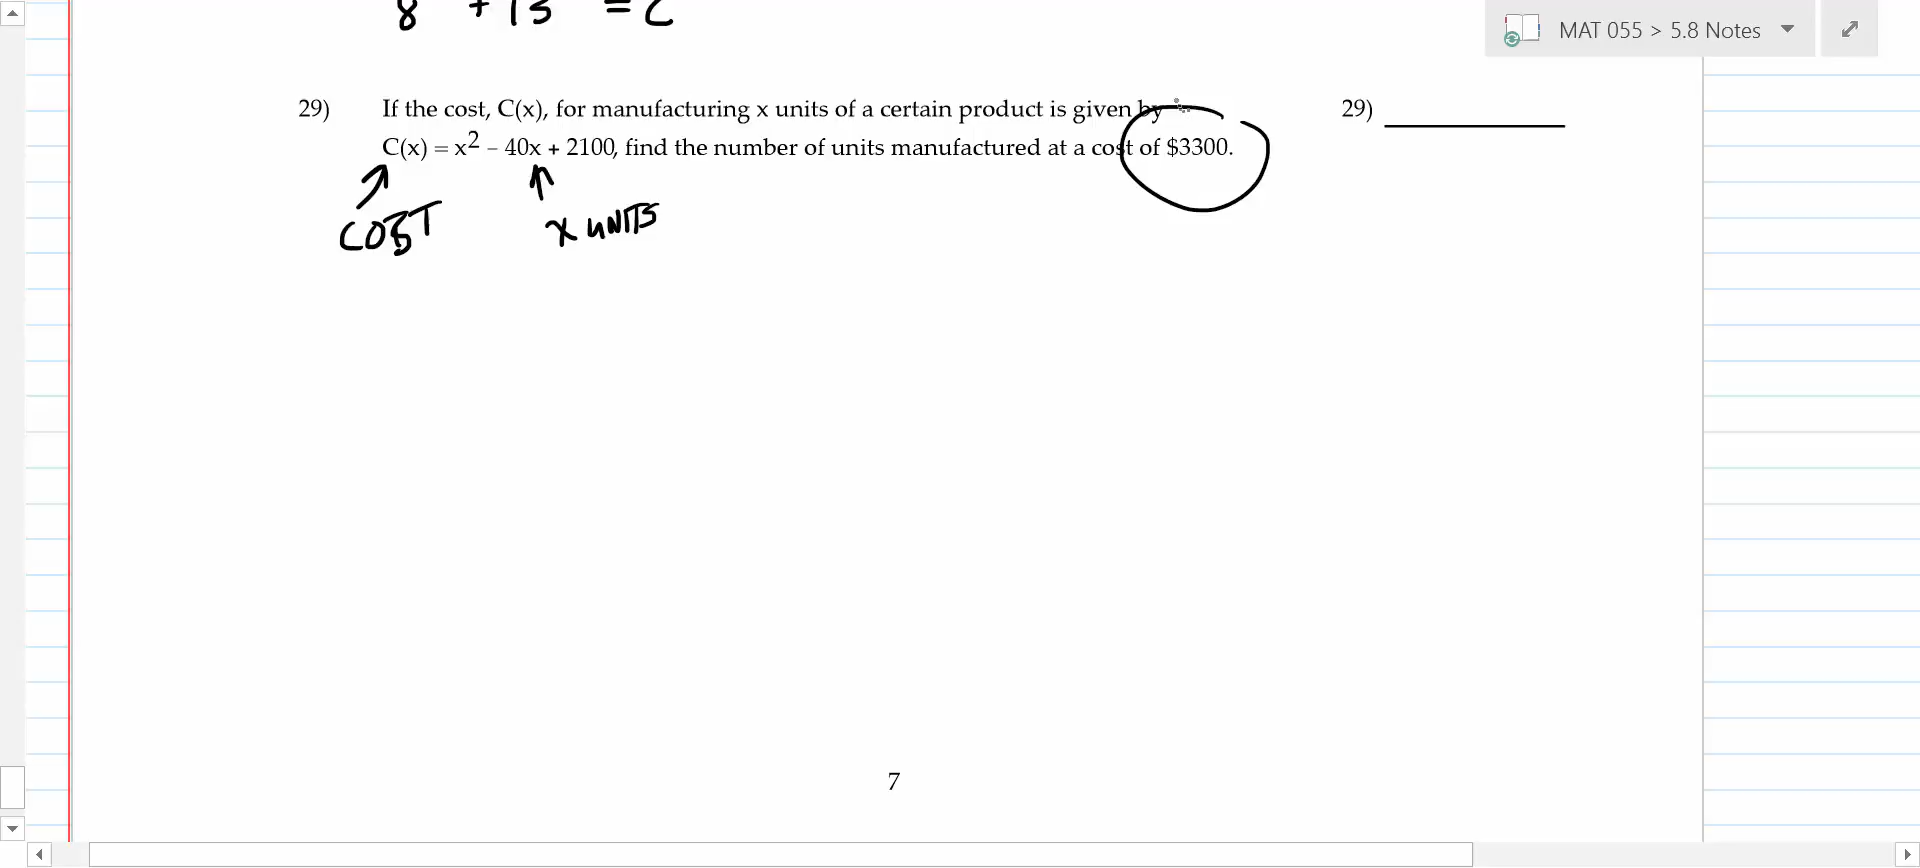 8 + 15 = C
MAT 055 > 5.8 Notes
29) If the cost, C(x), for manufacturing x units of a certain product is given by
C(x) = x² – 40x + 2100, find the number of units manufactured at a cost of $3300.
29)
COST
x UNITS
7